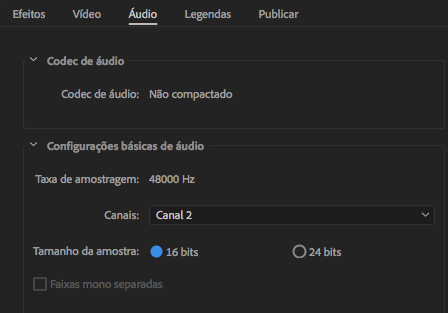 Efeitos Vídeo Áudio Legendas Publicar
Codec de áudio
Codec de áudio: Não compactado
Configurações básicas de áudio
Taxa de amostragem: 48000 Hz
Canais: Canal 2
Tamanho da amostra: 16 bits 24 bits
Faixas mono separadas